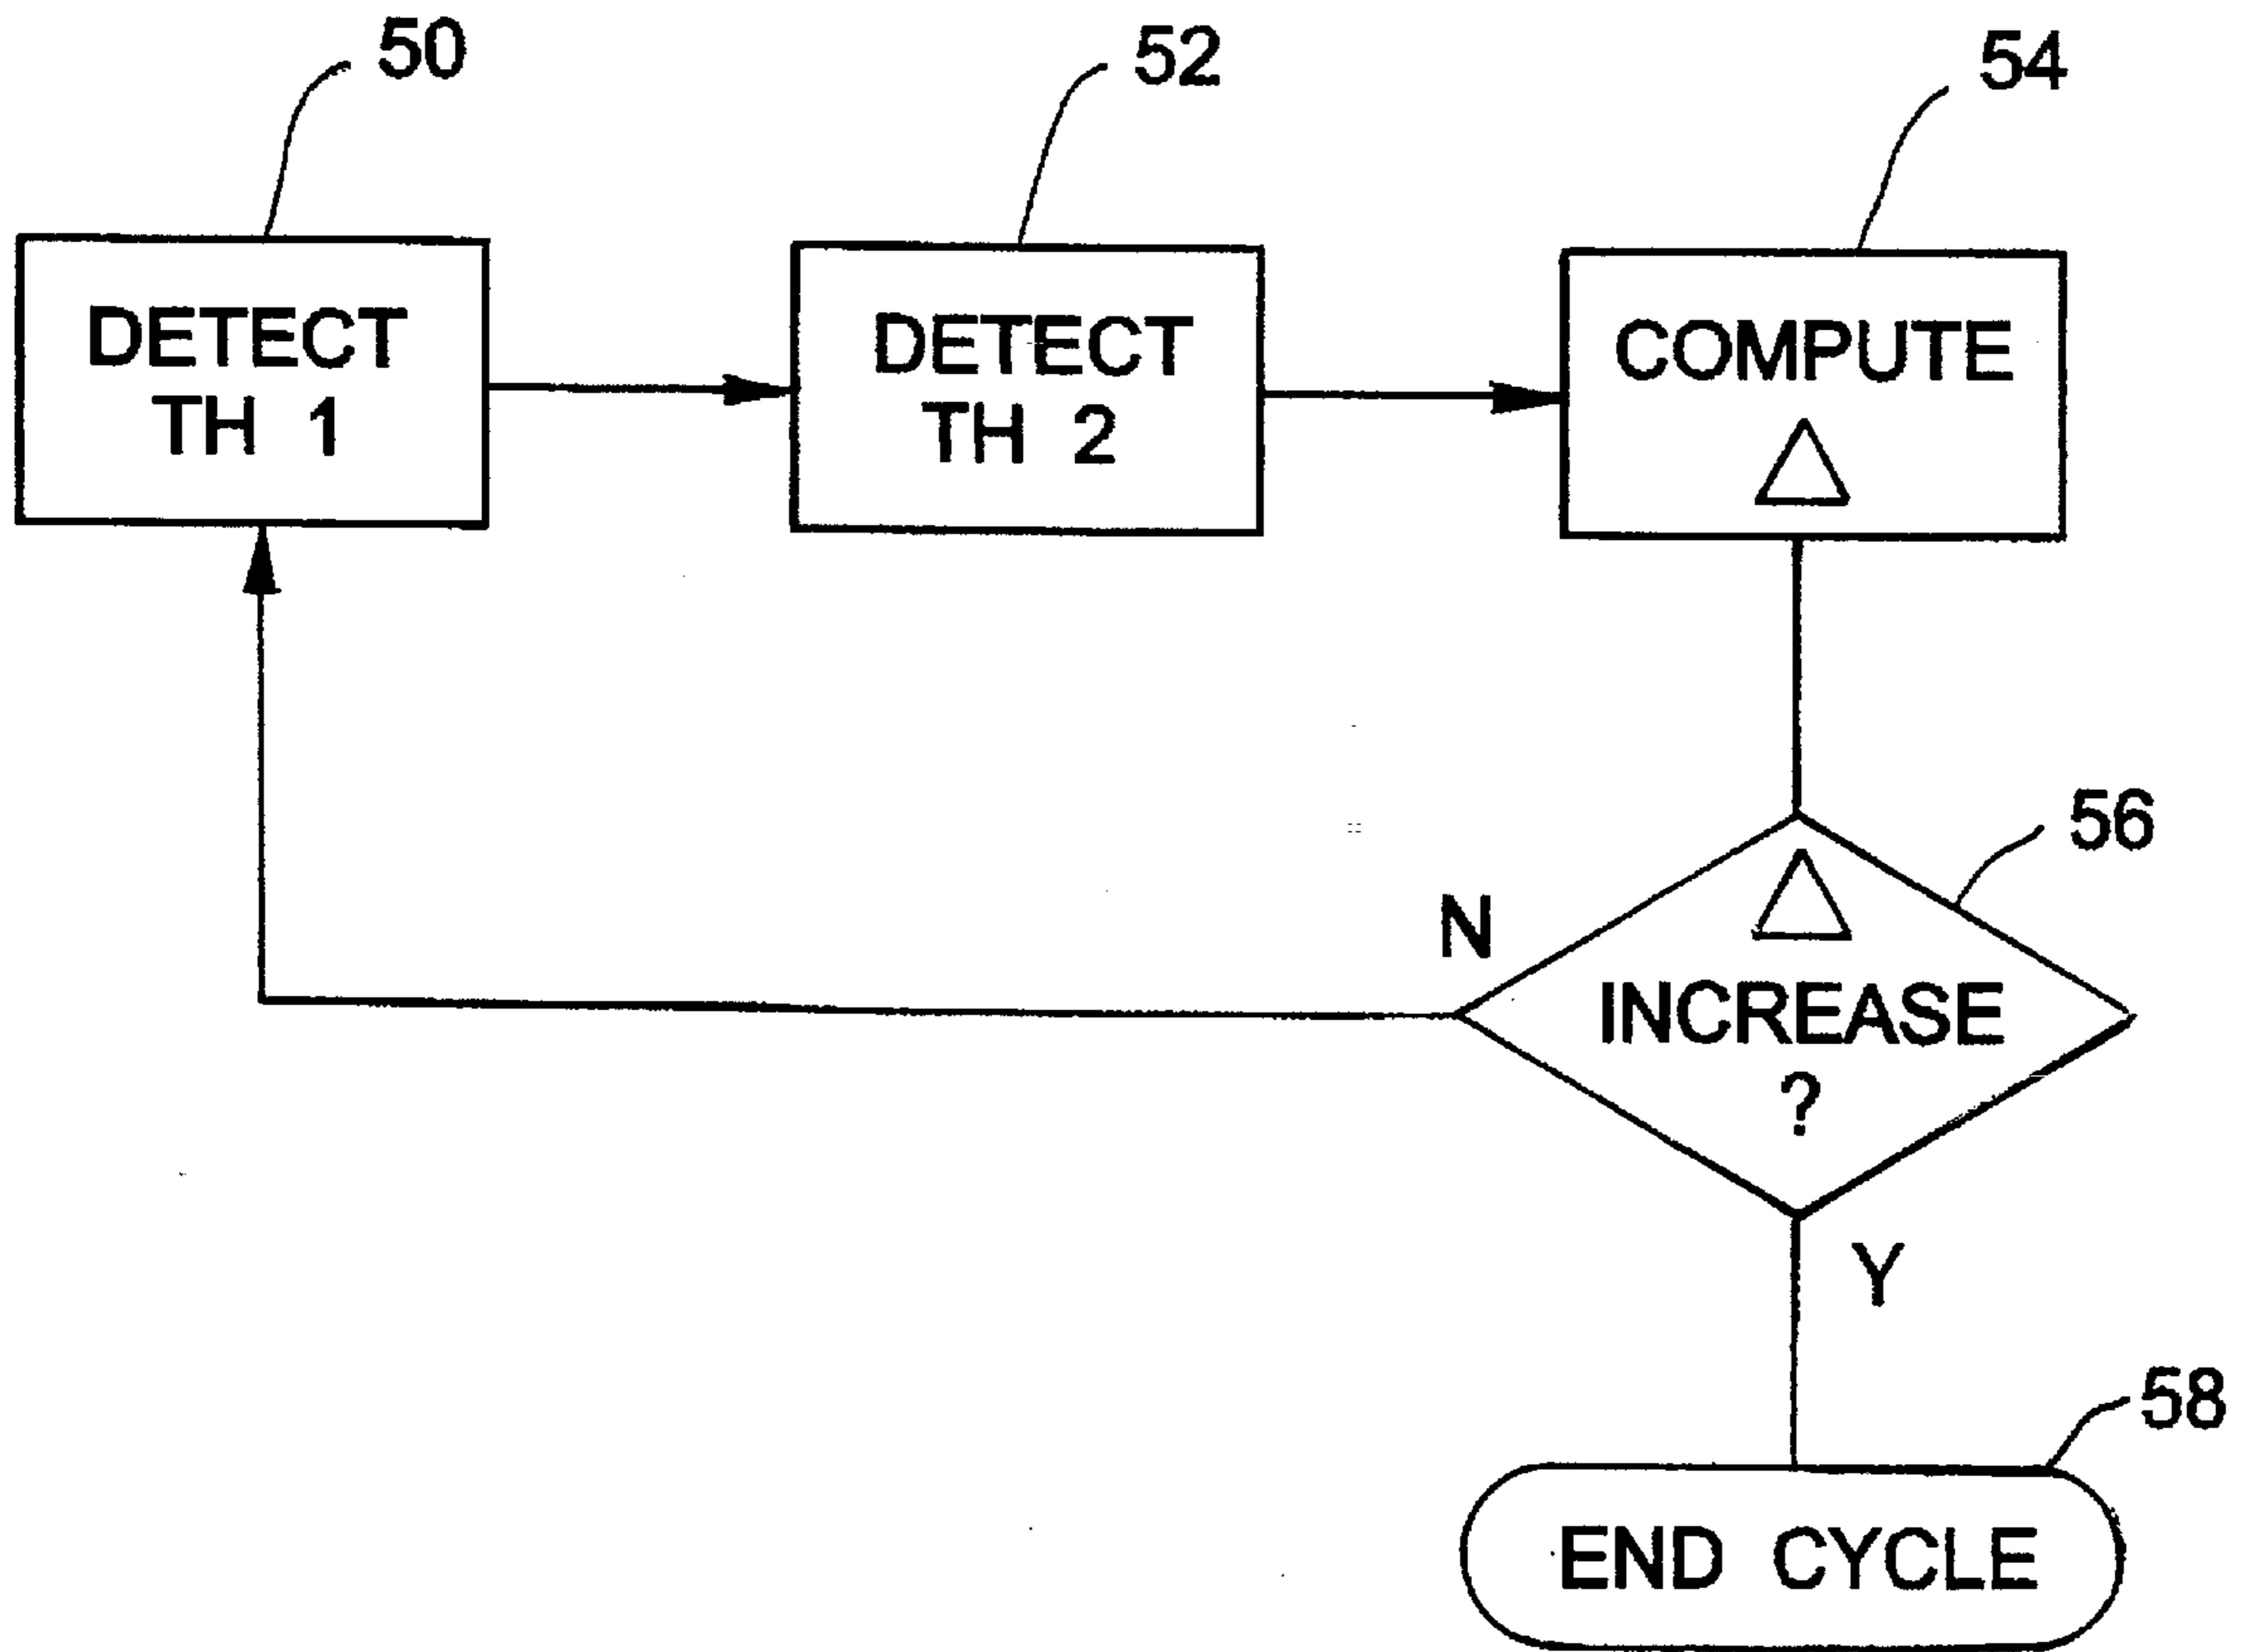 50
52
54
DETECT
TH 1
DETECT
TH 2
COMPUTE
△
56
N
△
INCREASE
?
Y
58
END CYCLE